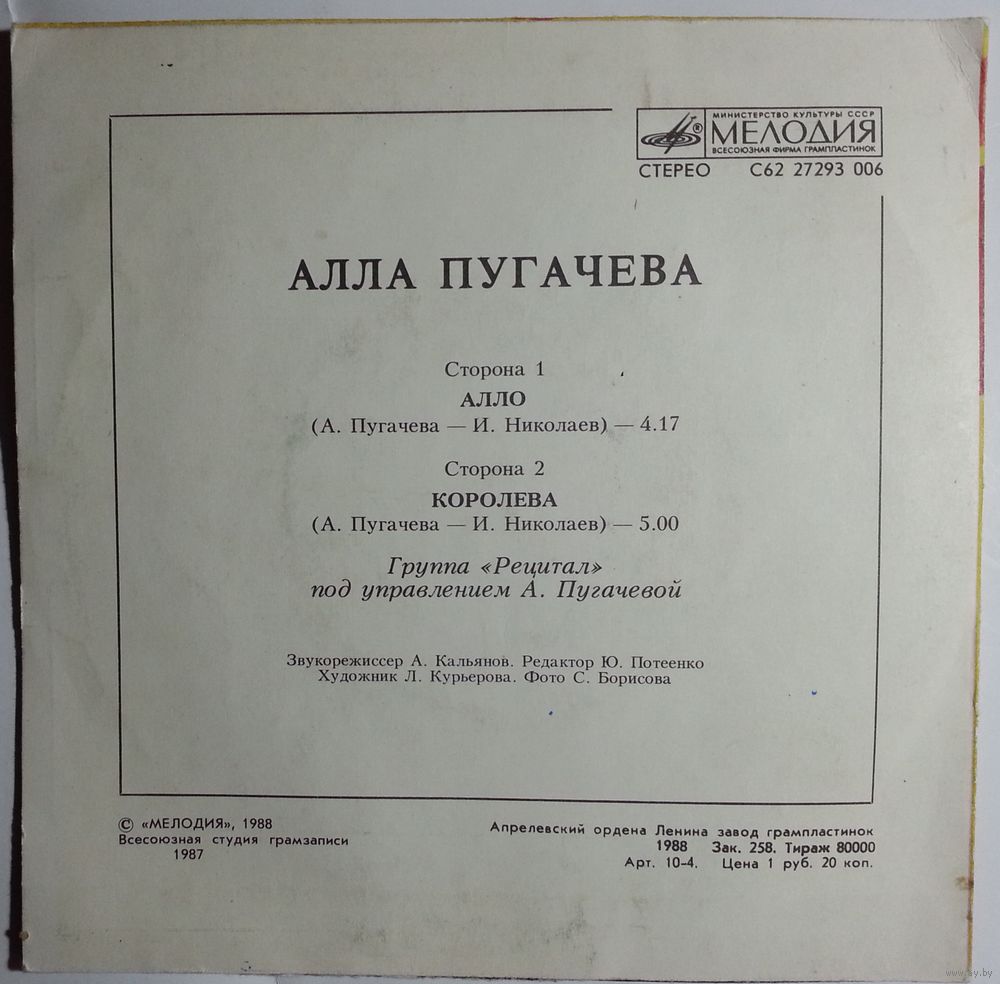 МИНИСТЕРСТВО КУЛЬТУРЫ СССР
® МЕЛОДИЯ
ВСЕСОЮЗНАЯ ФИРМА ГРАМПЛАСТИНОК
СТЕРЕО С62 27293 006
АЛЛА ПУГАЧЕВА
Сторона 1
АЛЛО
(А. Пугачева — И. Николаев) — 4.17
Сторона 2
КОРОЛЕВА
(А. Пугачева — И. Николаев) — 5.00
Группа «Рецитал»
под управлением А. Пугачевой
Звукорежиссер А. Кальянов. Редактор Ю. Потеенко
Художник Л. Курьерова. Фото С. Борисова
© «МЕЛОДИЯ», 1988
Всесоюзная студия грамзаписи
1987
Апрелевский ордена Ленина завод грампластинок
1988 Зак. 258. Тираж 80000
Арт. 10-4. Цена 1 руб. 20 коп.
www.ay.by